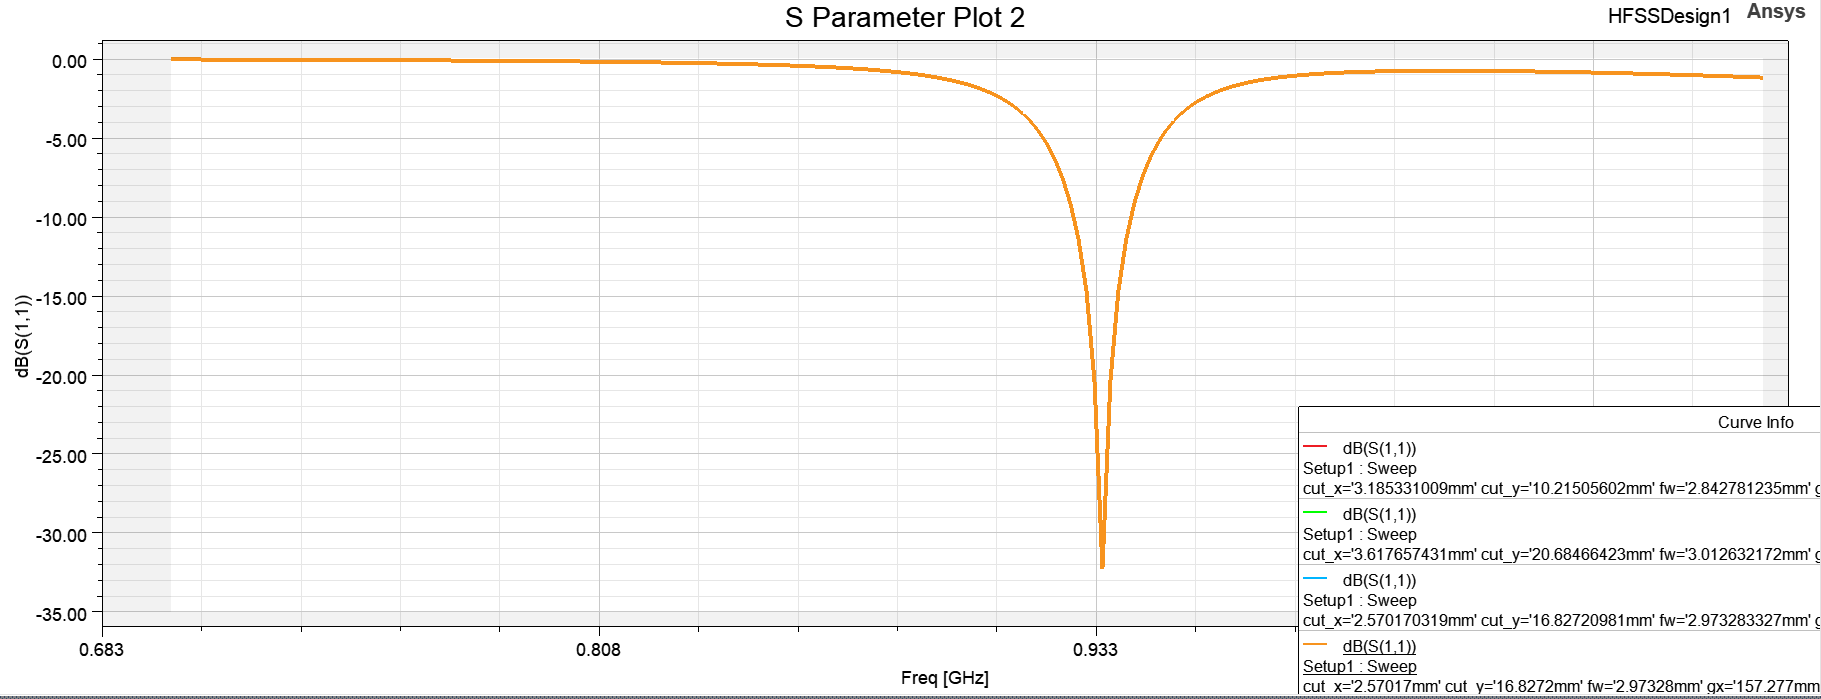 S Parameter Plot 2
HFSSDesign1
Ansys
0.00
-5.00
-10.00
-15.00
-20.00
-25.00
-30.00
-35.00
dB(S(1,1))
0.683
0.808
0.933
Freq [GHz]
Curve Info
dB(S(1,1))
Setup1 : Sweep
cut_x='3.185331009mm' cut_y='10.21505602mm' fw='2.842781235mm' g
dB(S(1,1))
Setup1 : Sweep
cut_x='3.617657431mm' cut_y='20.68466423mm' fw='3.012632172mm' g
dB(S(1,1))
Setup1 : Sweep
cut_x='2.570170319mm' cut_y='16.82720981mm' fw='2.973283327mm' g
dB(S(1,1))
Setup1 : Sweep
cut_x='2.57017mm' cut_y='16.8272mm' fw='2.97328mm' gx='157.277mm